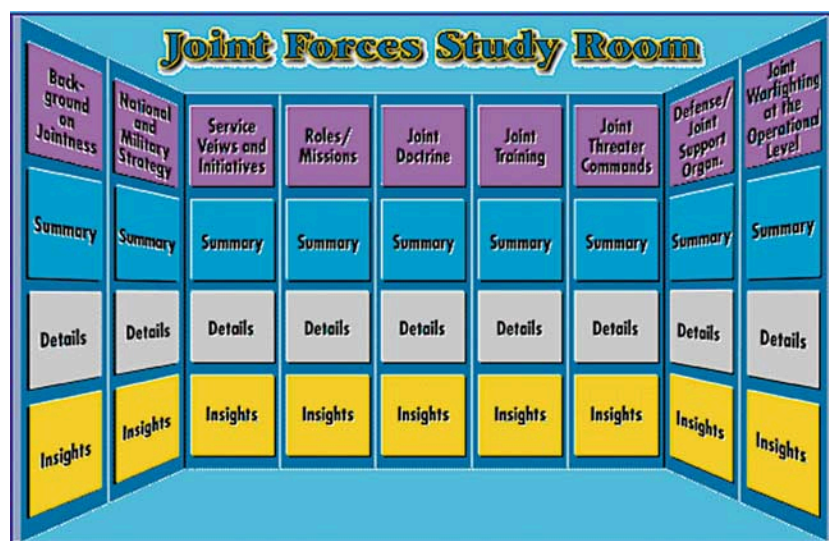 Joint Forces Study Room
Back-
ground
on
Jointness
National
and
Military
Strategy
Service
Veiws and
Initiatives
Roles/
Missions
Joint
Doctrine
Joint
Training
Joint
Threater
Commands
Defense/
Joint
Support
Organ.
Joint
Warfighting
at the
Operational
Level
Summary
Summary
Summary
Summary
Summary
Summary
Summary
Summary
Summary
Details
Details
Details
Details
Details
Details
Details
Details
Details
Insights
Insights
Insights
Insights
Insights
Insights
Insights
Insights
Insights